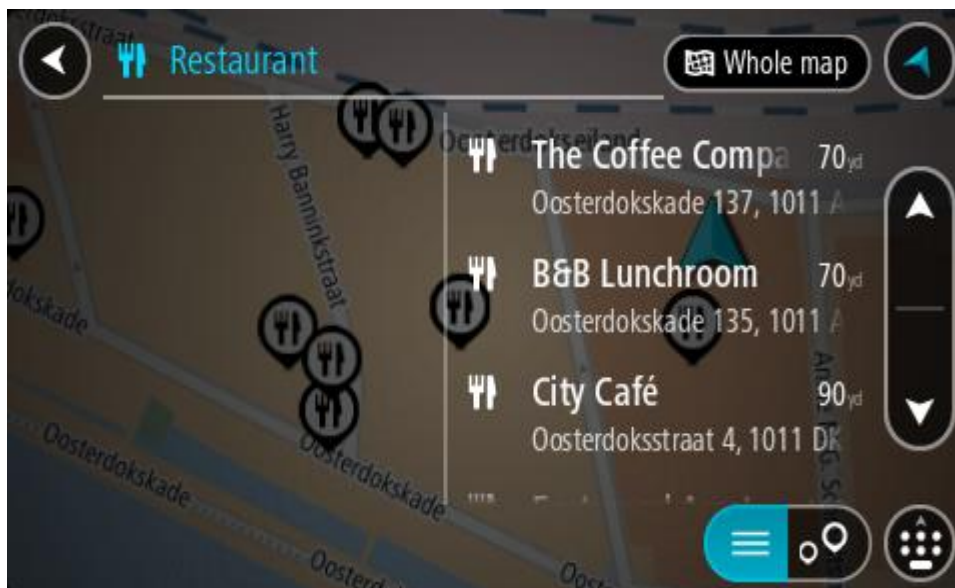 Restaurant
Whole map
Harry Banninkstraat
Oosterdokseiland
The Coffee Compa 70yd
Oosterdokskade 137, 1011 A
B&B Lunchroom 70yd
Oosterdokskade 135, 1011 A
City Café 90yd
Oosterdoksstraat 4, 1011 DK
Oosterdokskade
Oosterdokskade